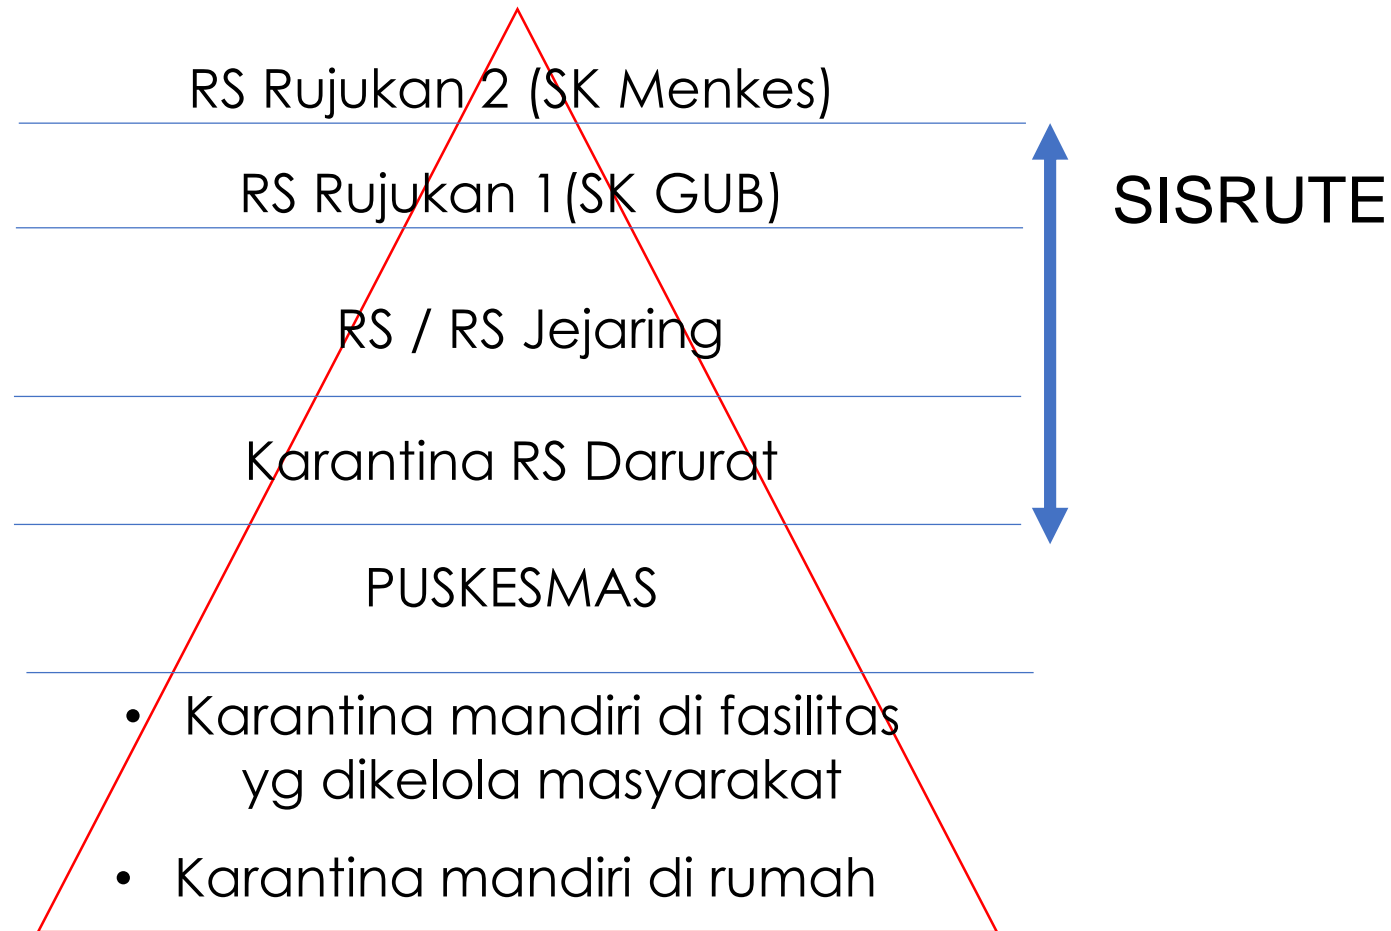 RS Rujukan 2 (SK Menkes)
RS Rujukan 1(SK GUB)
SISRUTE
RS / RS Jejaring
Karantina RS Darurat
PUSKESMAS
• Karantina mandiri di fasilitas
yg dikelola masyarakat
• Karantina mandiri di rumah